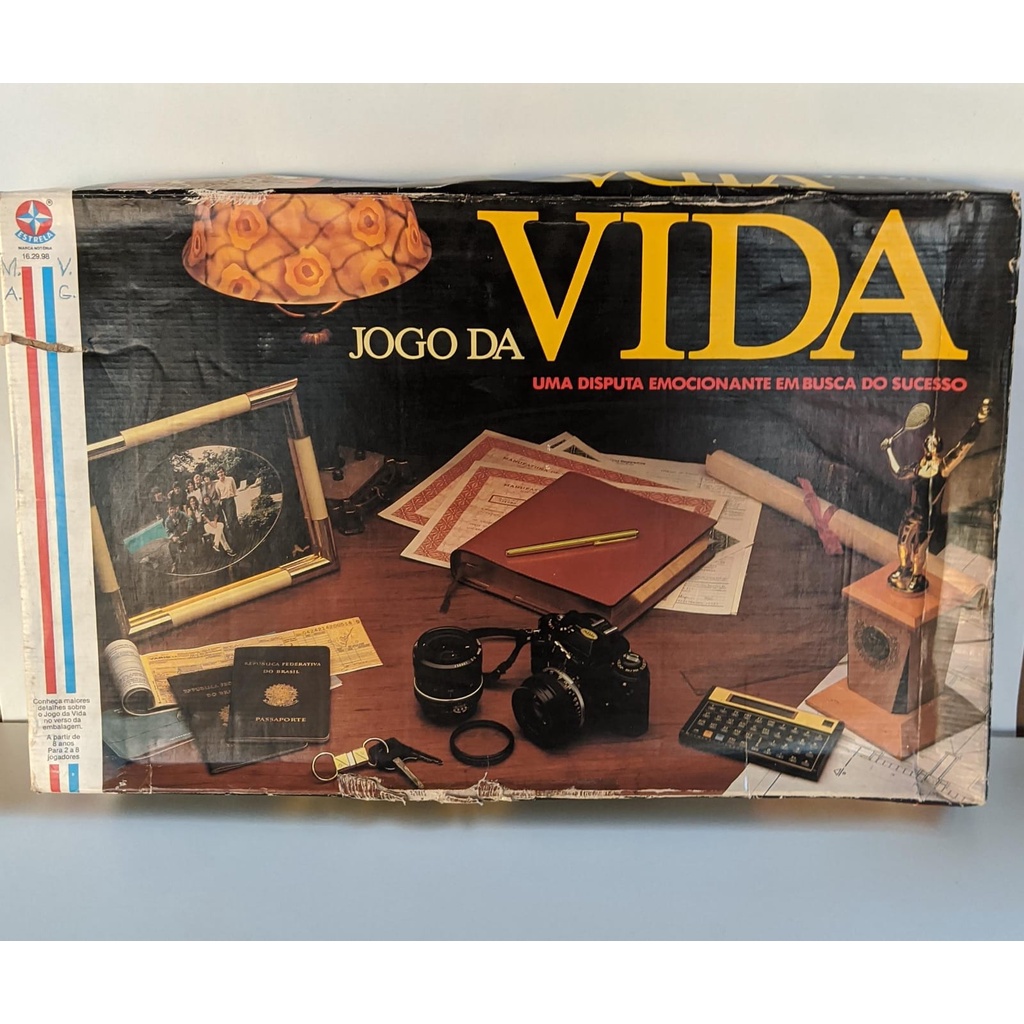 VIDA
®
ESTRELA
MARCA NOTÓRIA
16.29.98
M. V.
A. G.
JOGO DA VIDA
UMA DISPUTA EMOCIONANTE EM BUSCA DO SUCESSO
REPÚBLICA FEDERATIVA
DO BRASIL
PASSAPORTE
Conheça maiores
detalhes sobre
o Jogo da Vida
no verso da
embalagem.
A partir de
8 anos
Para 2 a 8
jogadores